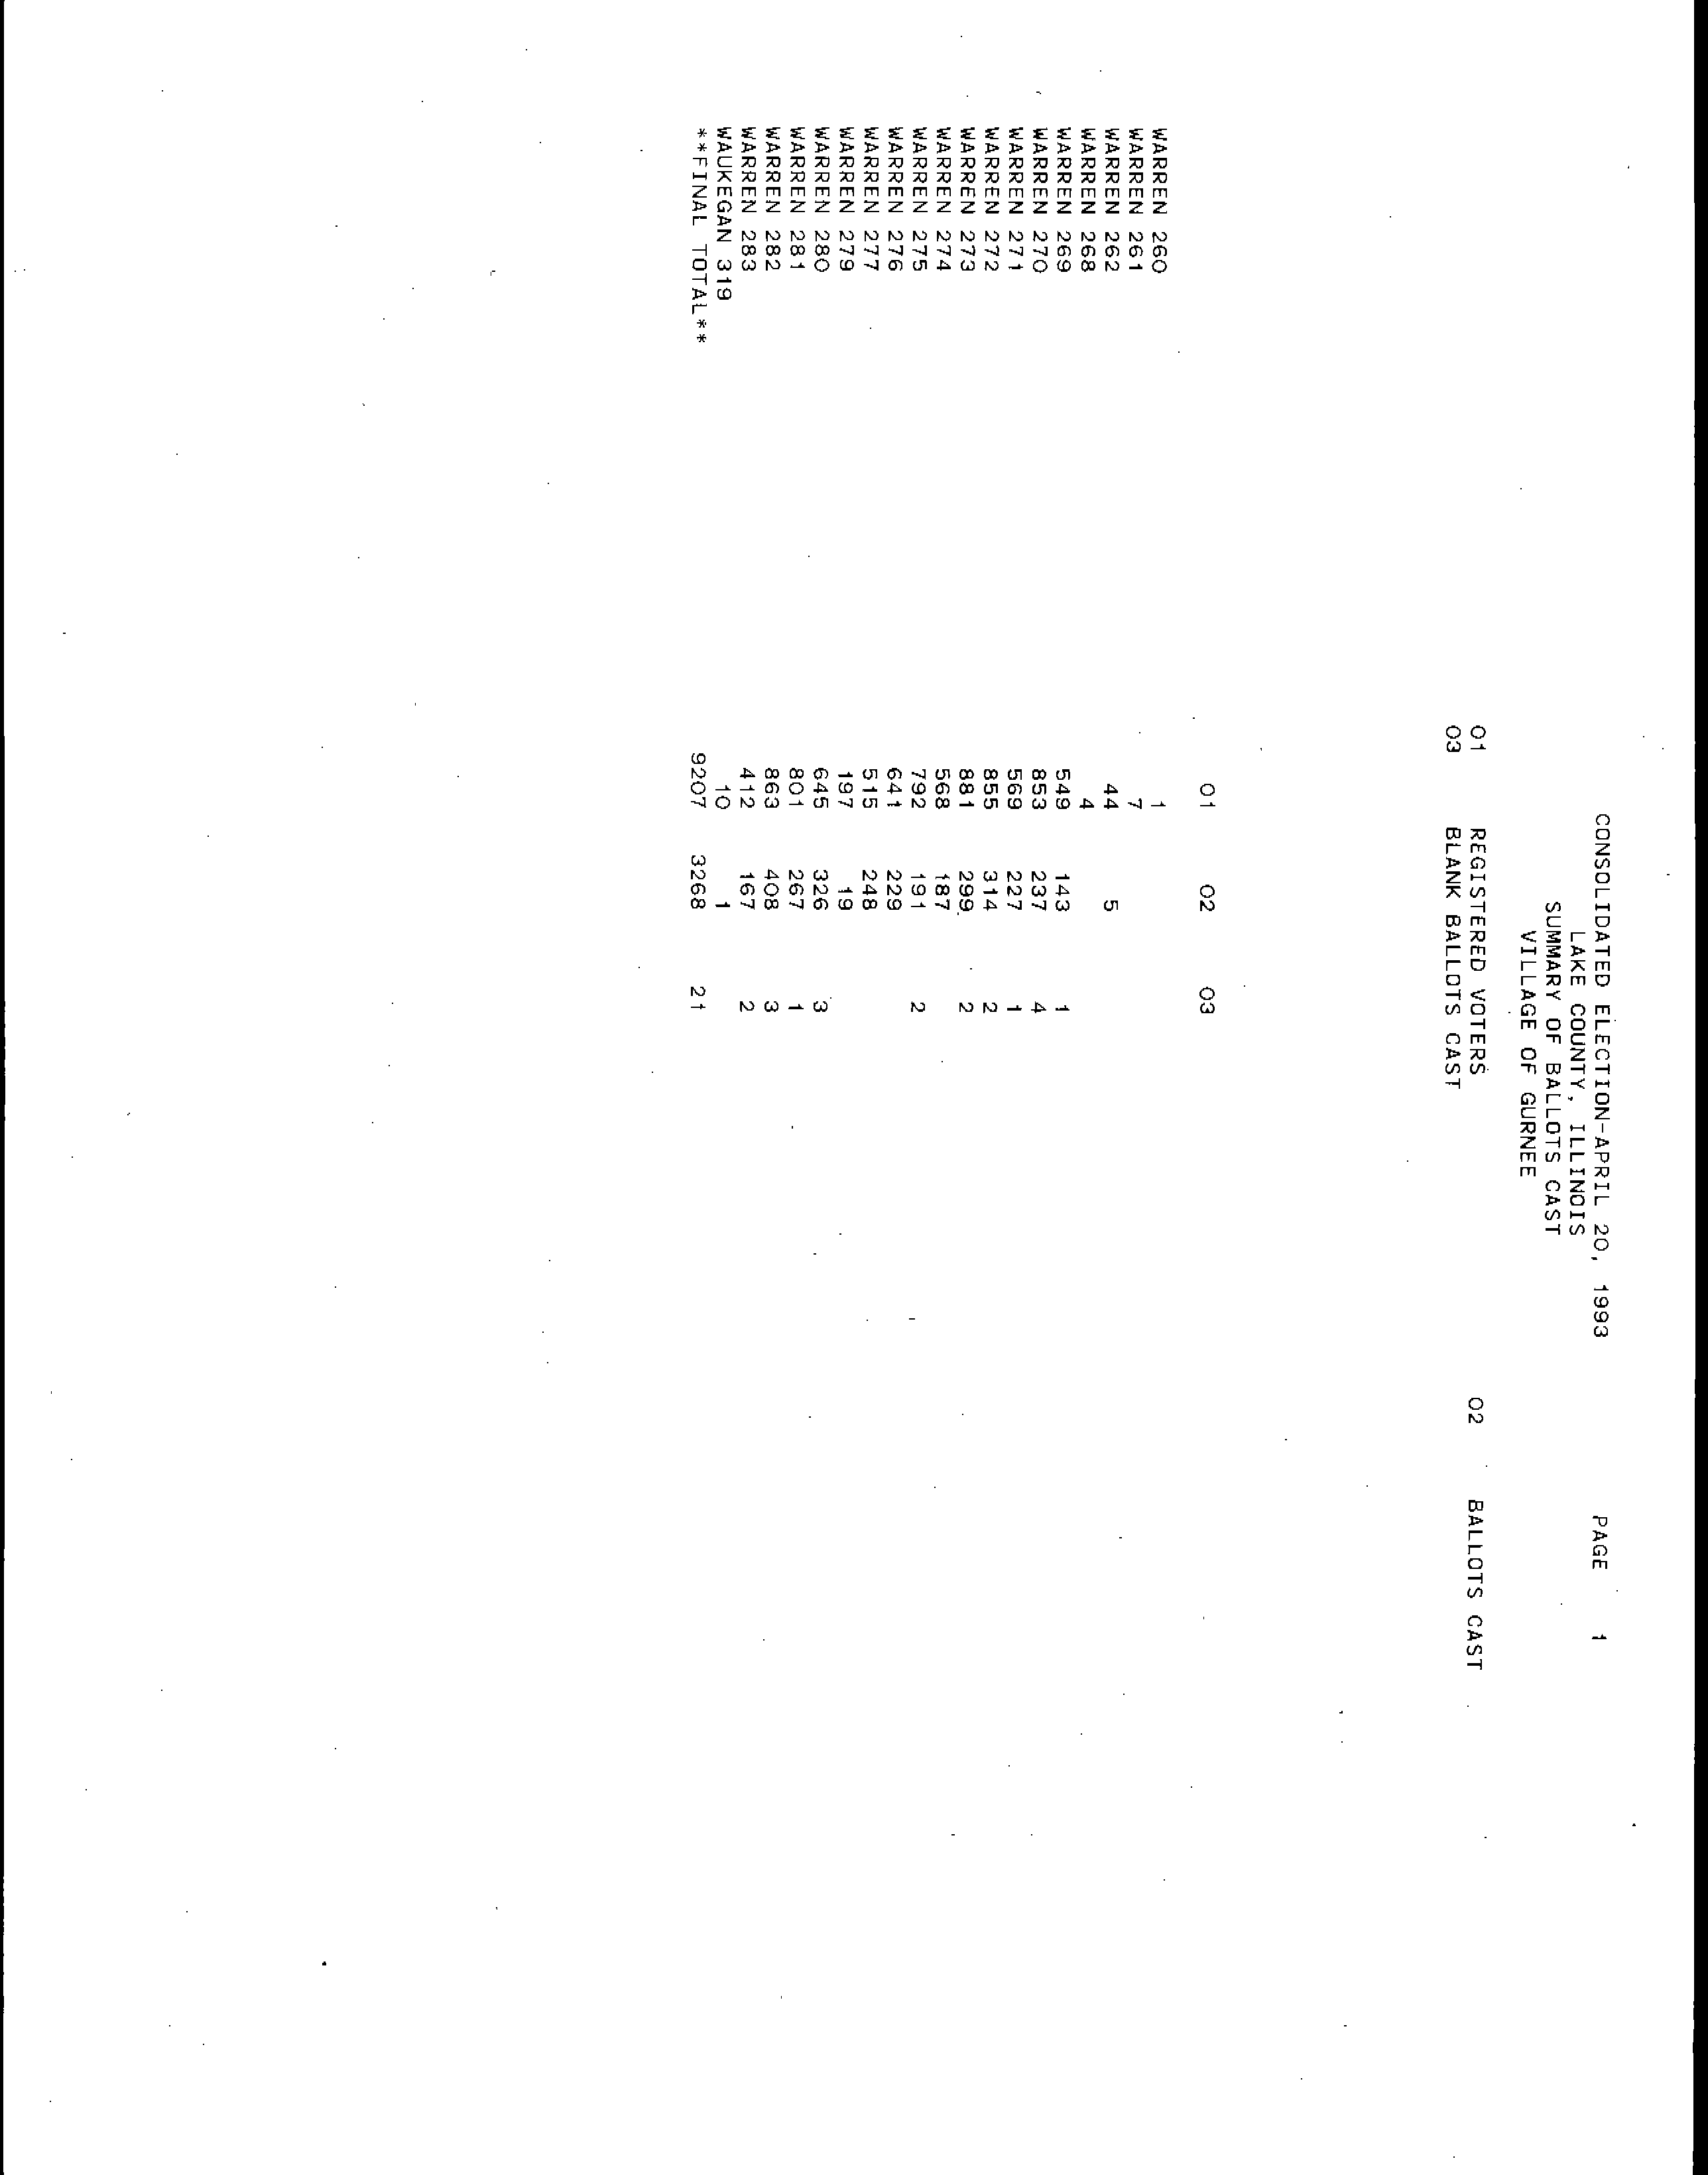 CONSOLIDATED ELECTION-APRIL 20, 1993 PAGE 1
LAKE COUNTY, ILLINOIS
SUMMARY OF BALLOTS CAST
VILLAGE OF GURNEE
01 REGISTERED VOTERS 02 BALLOTS CAST
03 BLANK BALLOTS CAST
01 02 03
WARREN 260 1
WARREN 261 7
WARREN 262 44 5
WARREN 268 4
WARREN 269 549 143 1
WARREN 270 853 237 4
WARREN 271 569 227 1
WARREN 272 855 314 2
WARREN 273 881 299 2
WARREN 274 568 187
WARREN 275 792 191 2
WARREN 276 641 229
WARREN 277 515 248
WARREN 279 197 19
WARREN 280 645 326 3
WARREN 281 801 267 1
WARREN 282 863 408 3
WARREN 283 412 167 2
WAUKEGAN 319 10 1
**FINAL TOTAL** 9207 3268 21